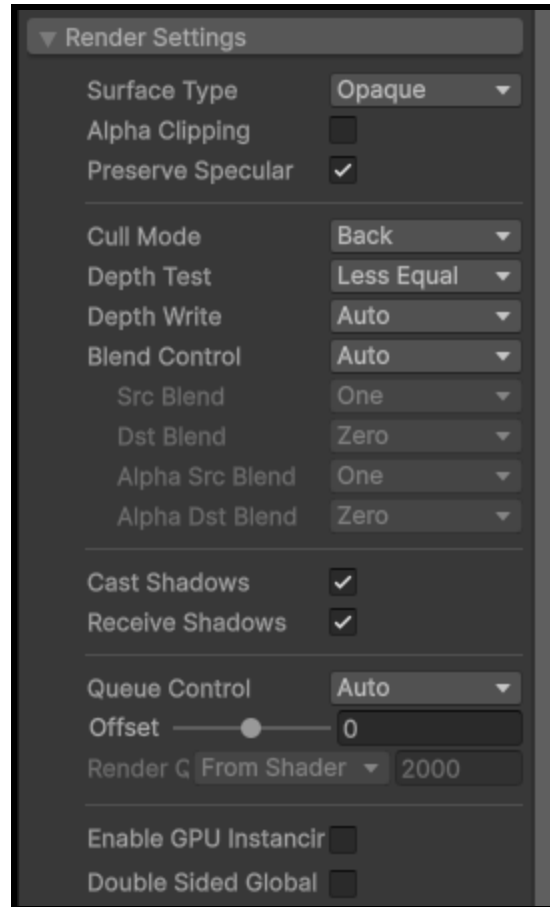 Render Settings
Surface Type Opaque
Alpha Clipping
Preserve Specular
Cull Mode Back
Depth Test Less Equal
Depth Write Auto
Blend Control Auto
Src Blend One
Dst Blend Zero
Alpha Src Blend One
Alpha Dst Blend Zero
Cast Shadows
Receive Shadows
Queue Control Auto
Offset 0
Render Q From Shader 2000
Enable GPU Instancir
Double Sided Global